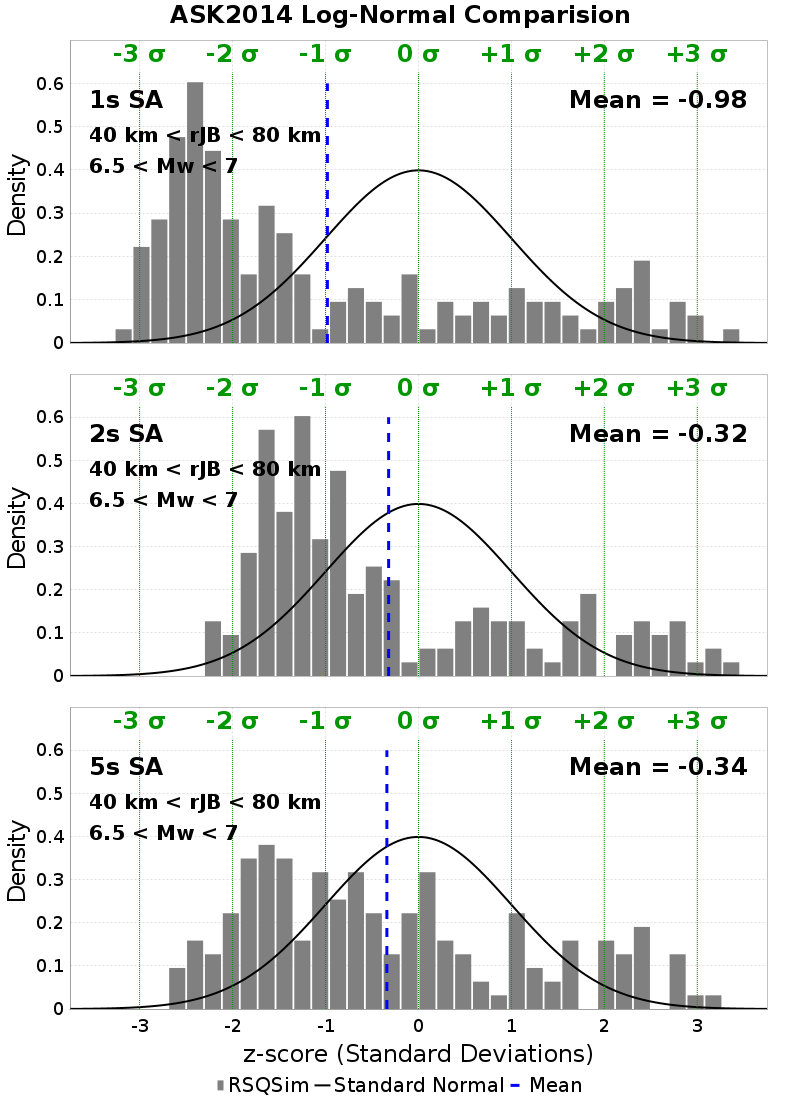 ASK2014 Log-Normal Comparision
-3 σ -2 σ -1 σ 0 σ +1 σ +2 σ +3 σ
1s SA Mean = -0.98
40 km < rJB < 80 km
6.5 < Mw < 7
0.6
0.5
0.4
0.3
0.2
0.1
0
Density
-3 σ -2 σ -1 σ 0 σ +1 σ +2 σ +3 σ
2s SA Mean = -0.32
40 km < rJB < 80 km
6.5 < Mw < 7
0.6
0.5
0.4
0.3
0.2
0.1
0
Density
-3 σ -2 σ -1 σ 0 σ +1 σ +2 σ +3 σ
5s SA Mean = -0.34
40 km < rJB < 80 km
6.5 < Mw < 7
0.6
0.5
0.4
0.3
0.2
0.1
0
Density
-3 -2 -1 0 1 2 3
z-score (Standard Deviations)
RSQSim Standard Normal Mean